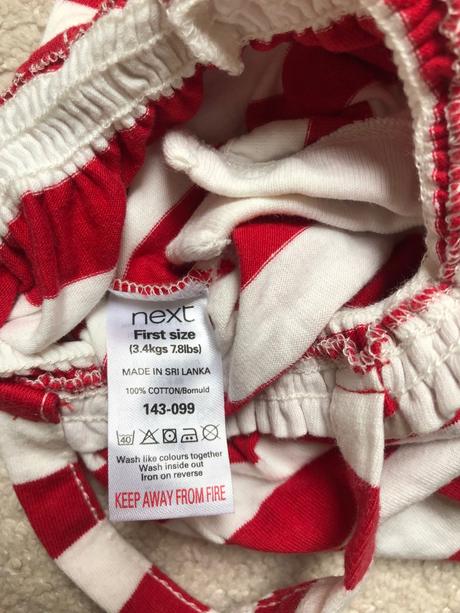 next
First size
(3.4kgs 7.8lbs)
MADE IN SRI LANKA
100% COTTON/Bomuld
143-099
40
Wash like colours together
Wash inside out
Iron on reverse
KEEP AWAY FROM FIRE